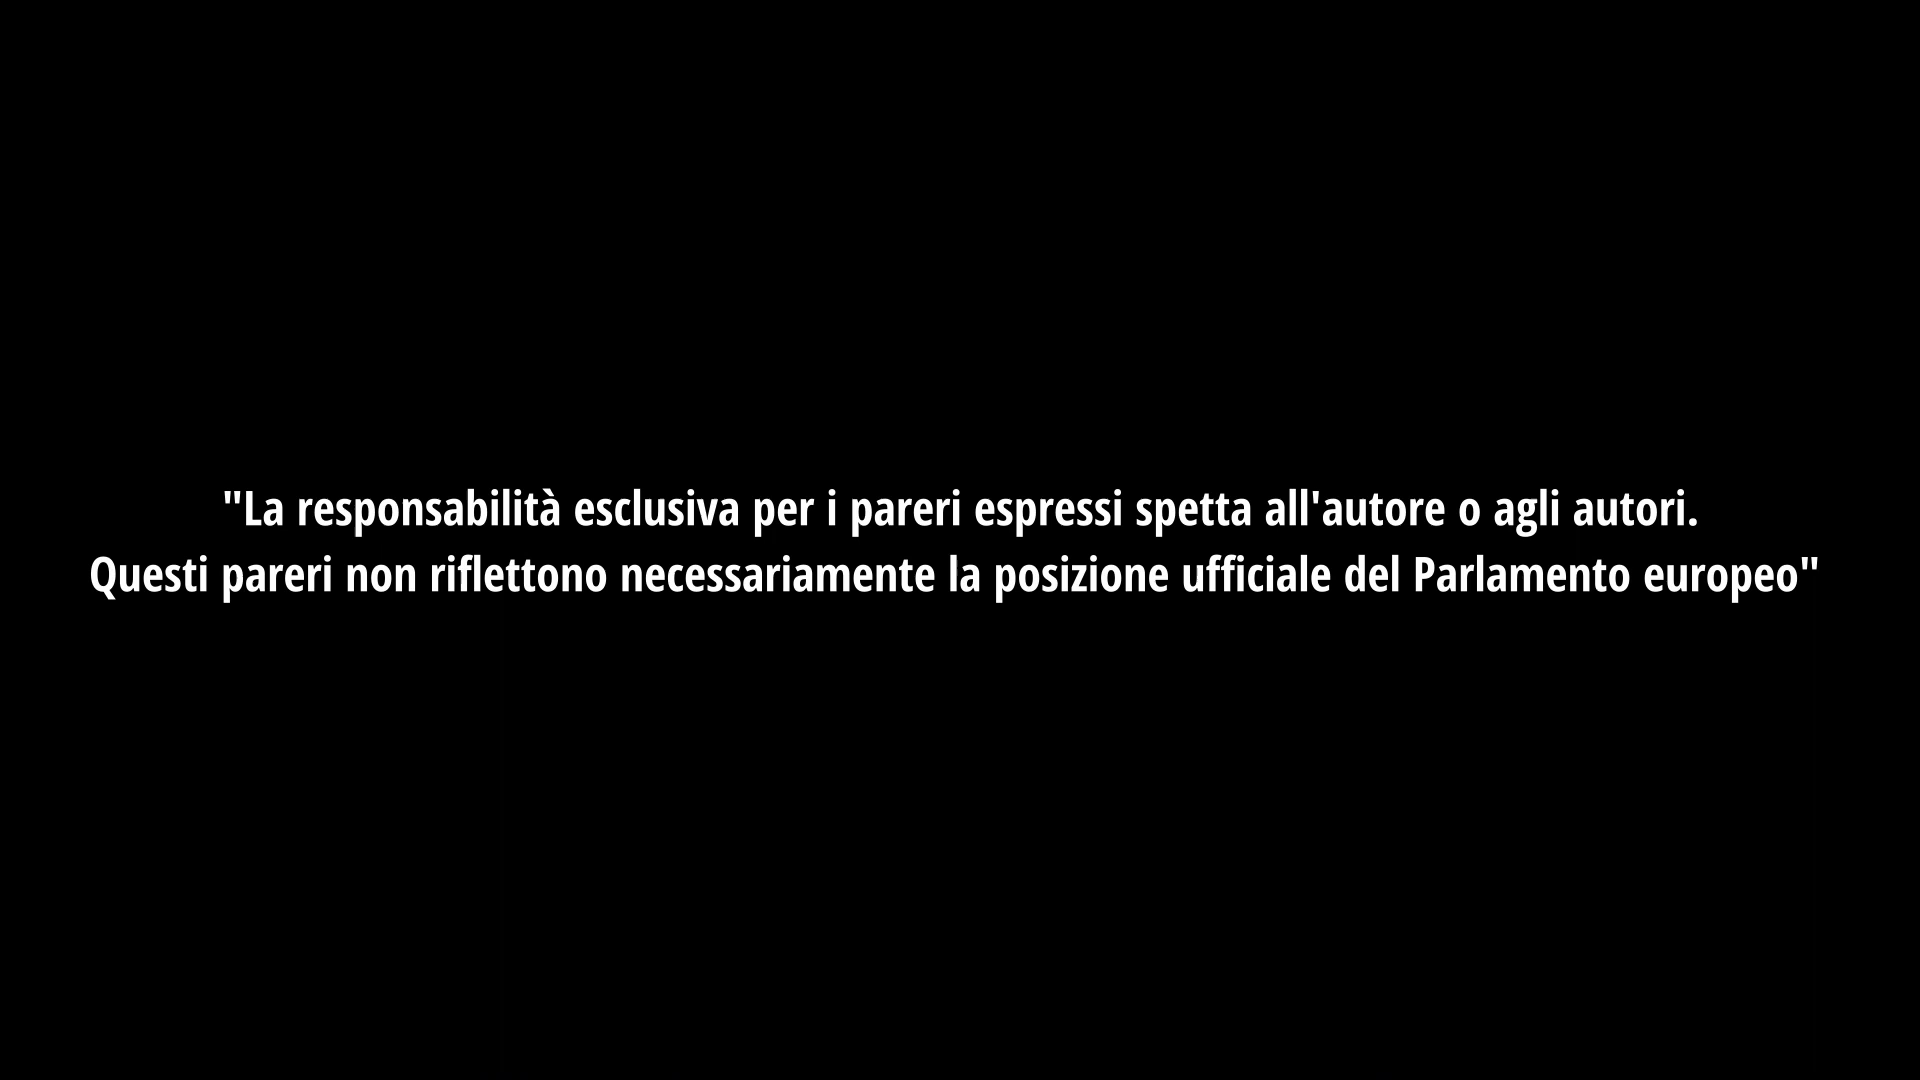 "La responsabilità esclusiva per i pareri espressi spetta all'autore o agli autori.
Questi pareri non riflettono necessariamente la posizione ufficiale del Parlamento europeo"